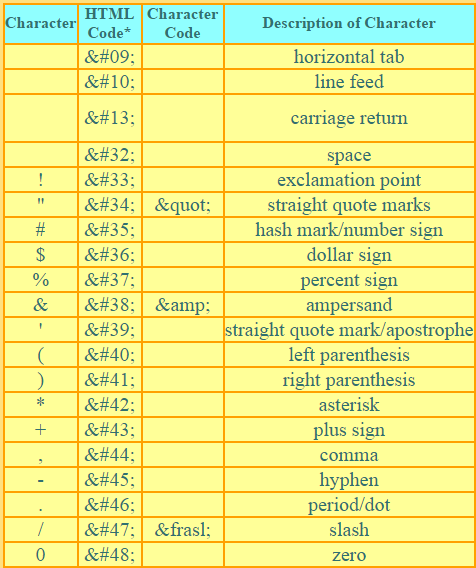 Character HTML Code* Character Code Description of Character
&#09; horizontal tab
&#10; line feed
&#13; carriage return
&#32; space
! &#33; exclamation point
" &#34; &quot; straight quote marks
# &#35; hash mark/number sign
$ &#36; dollar sign
% &#37; percent sign
& &#38; &amp; ampersand
' &#39; straight quote mark/apostrophe
( &#40; left parenthesis
) &#41; right parenthesis
* &#42; asterisk
+ &#43; plus sign
, &#44; comma
- &#45; hyphen
. &#46; period/dot
/ &#47; &frasl; slash
0 &#48; zero